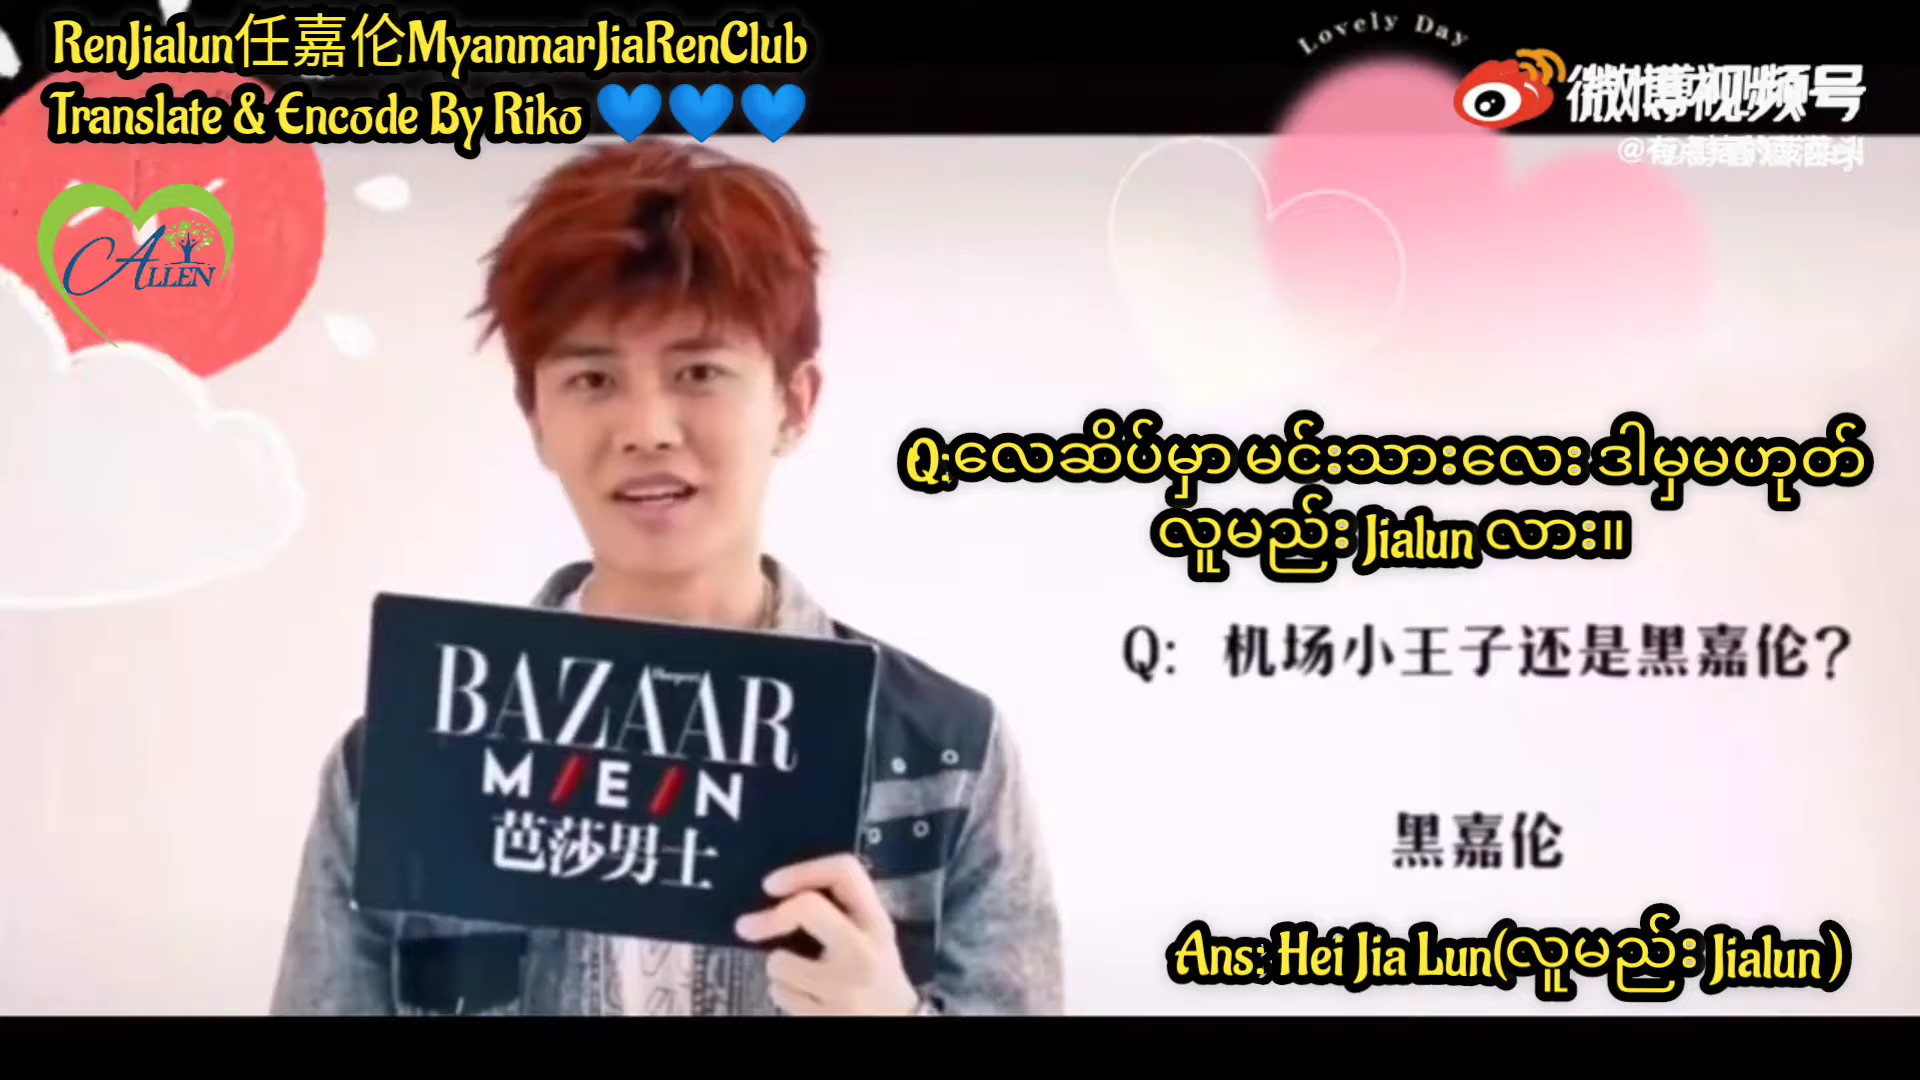 RenJialun任嘉伦MyanmarJiaRenClub
Translate & Encode By Riko 💙💙💙
Lovely Day
微博视频号
ALLEN
Q:လေဆိပ်မှာ မင်းသားလေး ဒါမှမဟုတ်
လူမည်း Jialun လား။
Q: 机场小王子还是黑嘉伦?
BAZAAR
M/E/N
芭莎男士
黑嘉伦
Ans: Hei Jia Lun(လူမည်း Jialun)